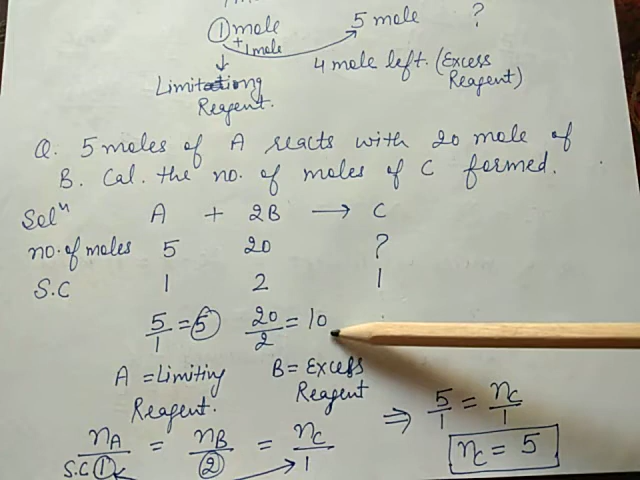 ① mole 5 mole ?
+1mole
↓ 4 mole left. (Excess
Limitating Reagent)
Reagent.
Q. 5 moles of A reacts with 20 mole of
B. Cal. the no. of moles of C formed.
Solⁿ A + 2B → C
no. of moles 5 20 ?
S.C 1 2 1
5/1 = ⑤ 20/2 = 10
A = Limiting B = Excess
Reagent. Reagent
nA/① = nB/② = nC/1 ⇒ 5/1 = nC/1
S.C
nC = 5